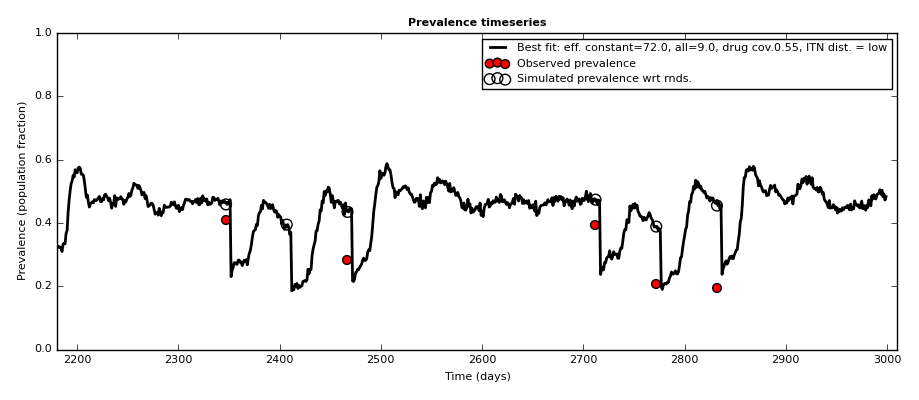 Prevalence timeseries
1.0
0.8
0.6
0.4
0.2
0.0
Prevalence (population fraction)
Best fit: eff. constant=72.0, all=9.0, drug cov.0.55, ITN dist. = low
Observed prevalence
Simulated prevalence wrt rnds.
2200 2300 2400 2500 2600 2700 2800 2900 3000
Time (days)